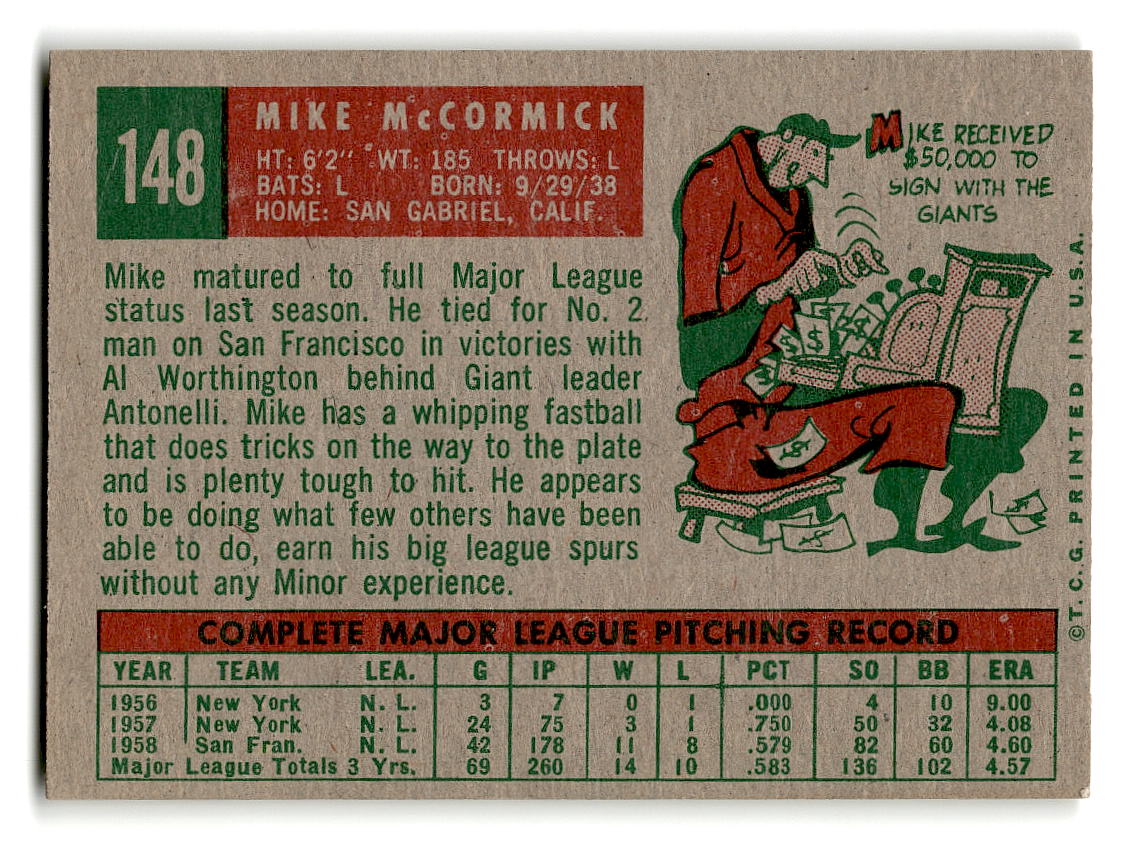 148
MIKE McCORMICK
HT: 6'2" WT: 185 THROWS: L
BATS: L BORN: 9/29/38
HOME: SAN GABRIEL, CALIF.
MIKE RECEIVED
$50,000 TO
SIGN WITH THE
GIANTS
Mike matured to full Major League
status last season. He tied for No. 2
man on San Francisco in victories with
Al Worthington behind Giant leader
Antonelli. Mike has a whipping fastball
that does tricks on the way to the plate
and is plenty tough to hit. He appears
to be doing what few others have been
able to do, earn his big league spurs
without any Minor experience.
©T.C.G. PRINTED IN U.S.A.
COMPLETE MAJOR LEAGUE PITCHING RECORD
YEAR TEAM LEA. G IP W L PCT SO BB ERA
1956 New York N. L. 3 7 0 1 .000 4 10 9.00
1957 New York N. L. 24 75 3 1 .750 50 32 4.08
1958 San Fran. N. L. 42 178 11 8 .579 82 60 4.60
Major League Totals 3 Yrs. 69 260 14 10 .583 136 102 4.57